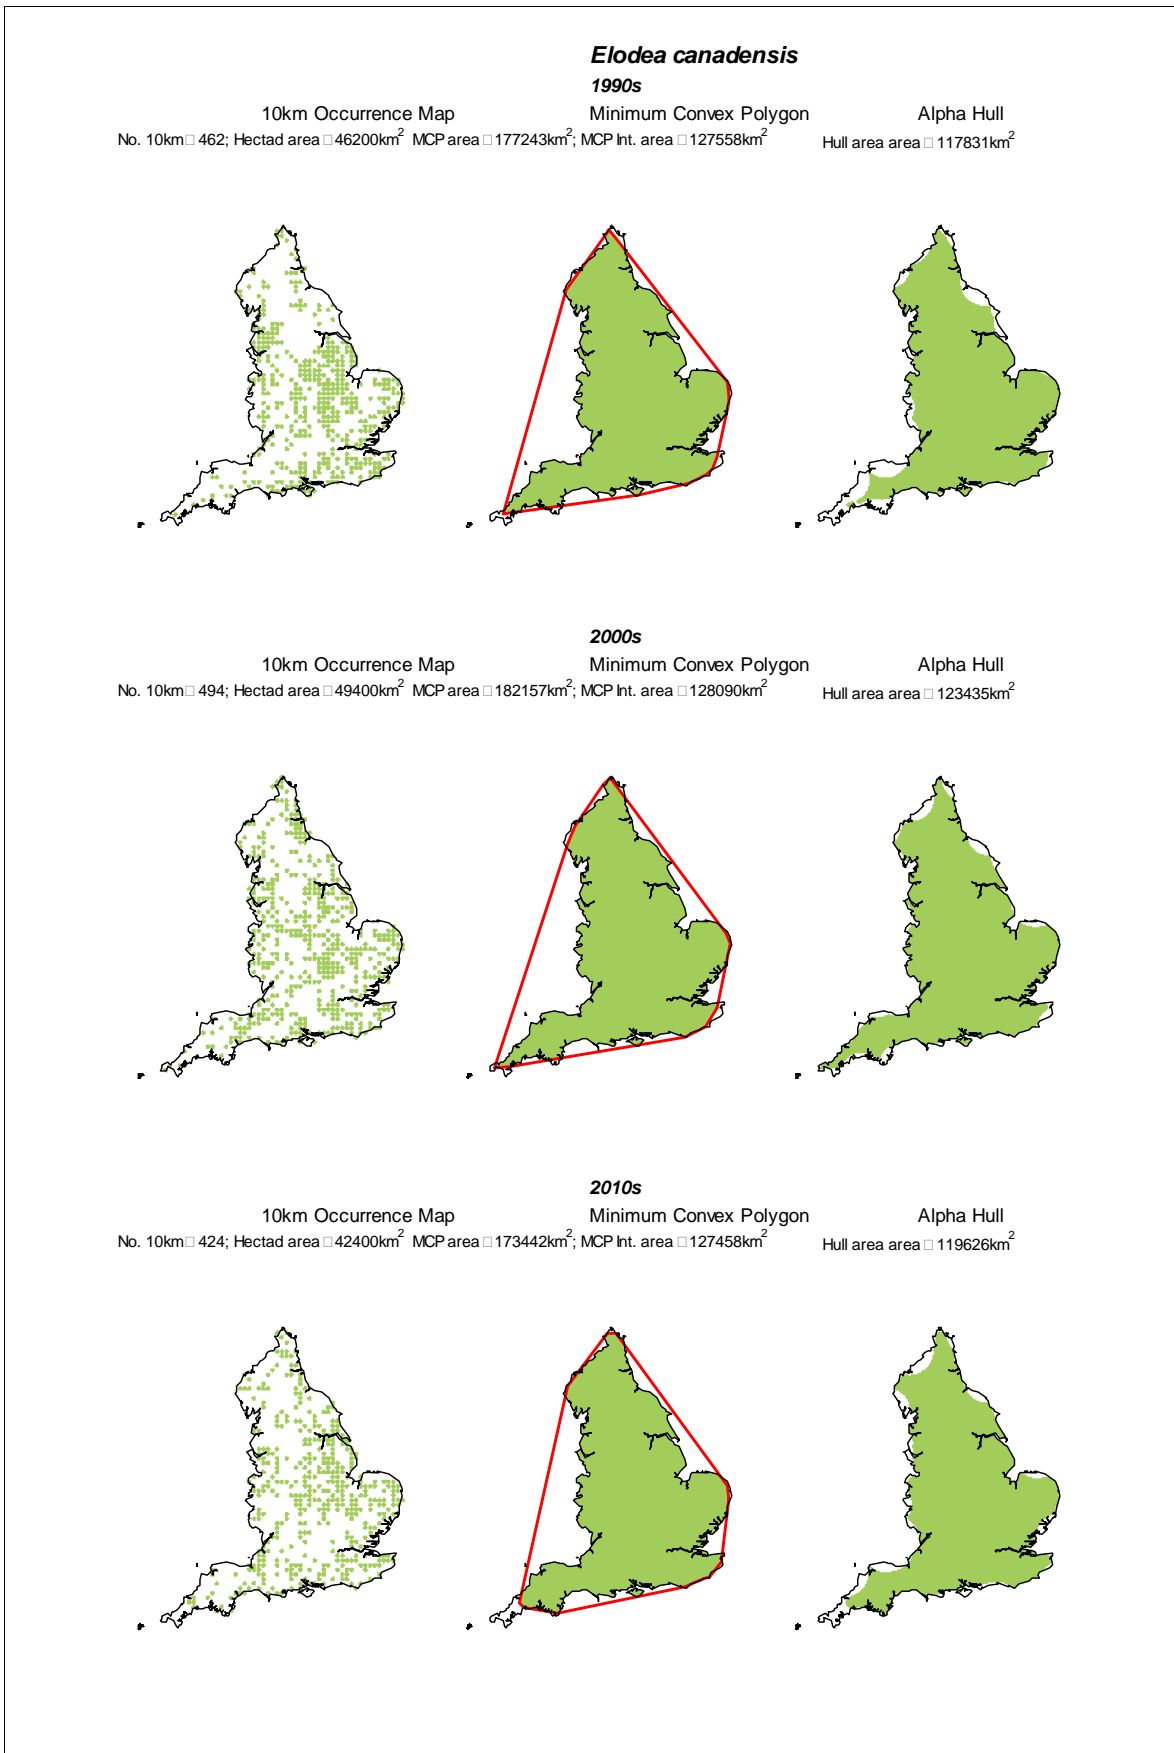 Elodea canadensis
1990s
10km Occurrence Map Minimum Convex Polygon Alpha Hull
No. 10km□ 462; Hectad area □46200km² MCP area □177243km²; MCP Int. area □127558km² Hull area area □ 117831km²
2000s
10km Occurrence Map Minimum Convex Polygon Alpha Hull
No. 10km□ 494; Hectad area □49400km² MCP area □182157km²; MCP Int. area □128090km² Hull area area □ 123435km²
2010s
10km Occurrence Map Minimum Convex Polygon Alpha Hull
No. 10km□ 424; Hectad area □42400km² MCP area □173442km²; MCP Int. area □127458km² Hull area area □ 119626km²